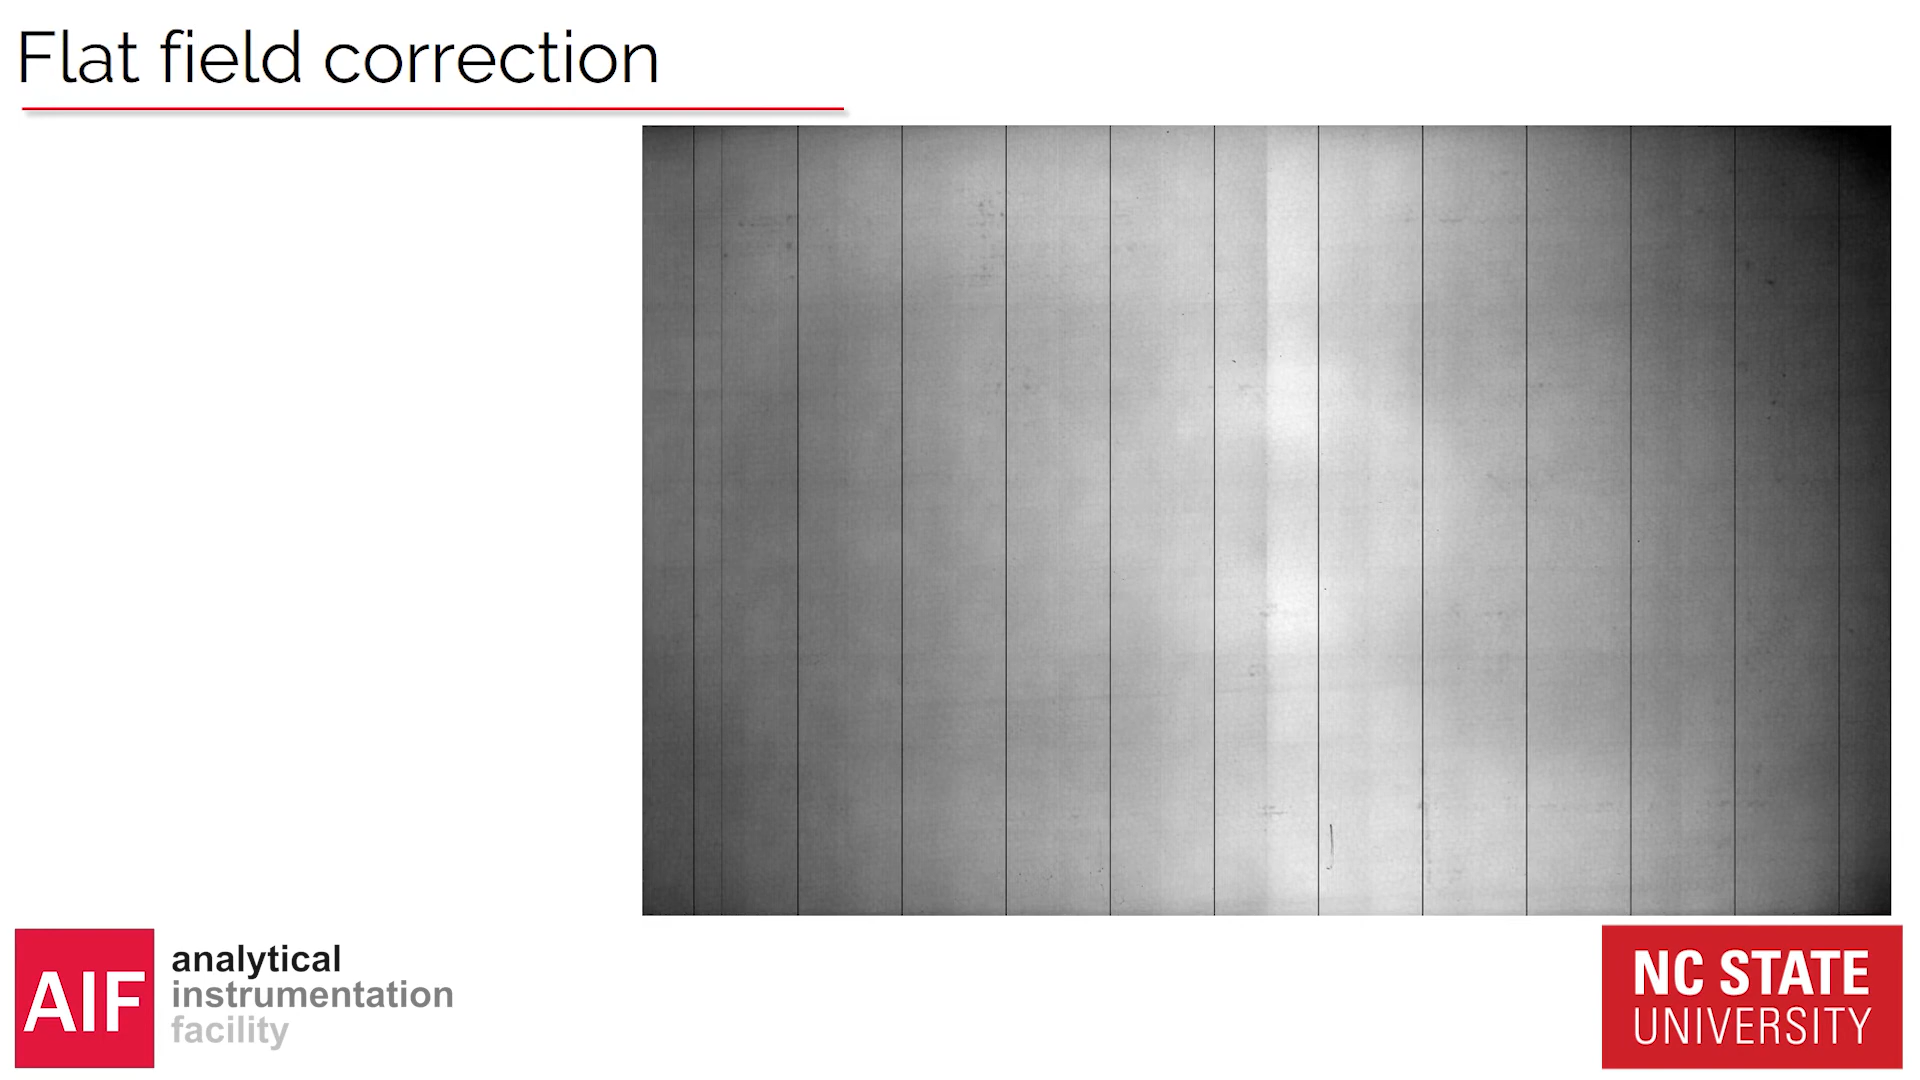 Flat field correction
AIF
analytical
instrumentation
facility
NC STATE
UNIVERSITY